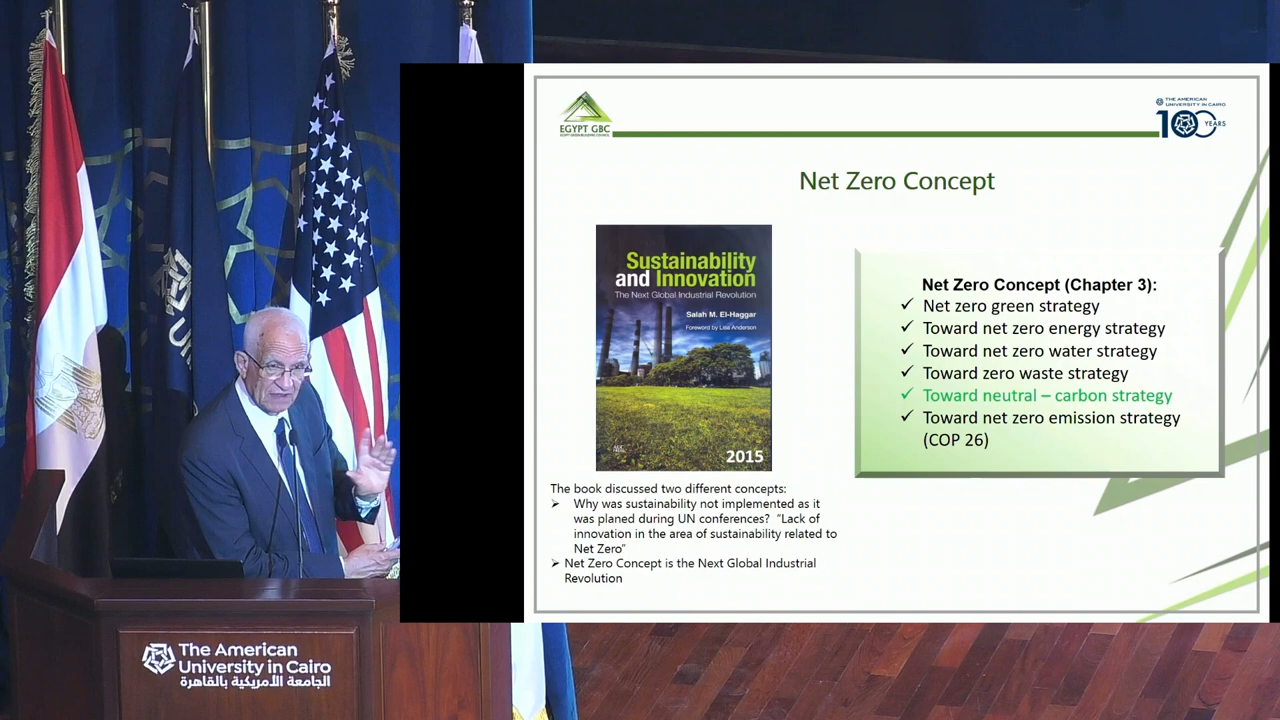 EGYPT GBC
EGYPT GREEN BUILDING COUNCIL
THE AMERICAN
UNIVERSITY IN CAIRO
100 YEARS
Net Zero Concept
Sustainability
and Innovation
The Next Global Industrial Revolution
Salah M. El-Haggar
Foreword by Lisa Anderson
2015
Net Zero Concept (Chapter 3):
✓ Net zero green strategy
✓ Toward net zero energy strategy
✓ Toward net zero water strategy
✓ Toward zero waste strategy
✓ Toward neutral – carbon strategy
✓ Toward net zero emission strategy
(COP 26)
The book discussed two different concepts:
➢ Why was sustainability not implemented as it
was planed during UN conferences? “Lack of
innovation in the area of sustainability related to
Net Zero”
➢ Net Zero Concept is the Next Global Industrial
Revolution
The American
University in Cairo
الجامعة الأمريكية بالقاهرة